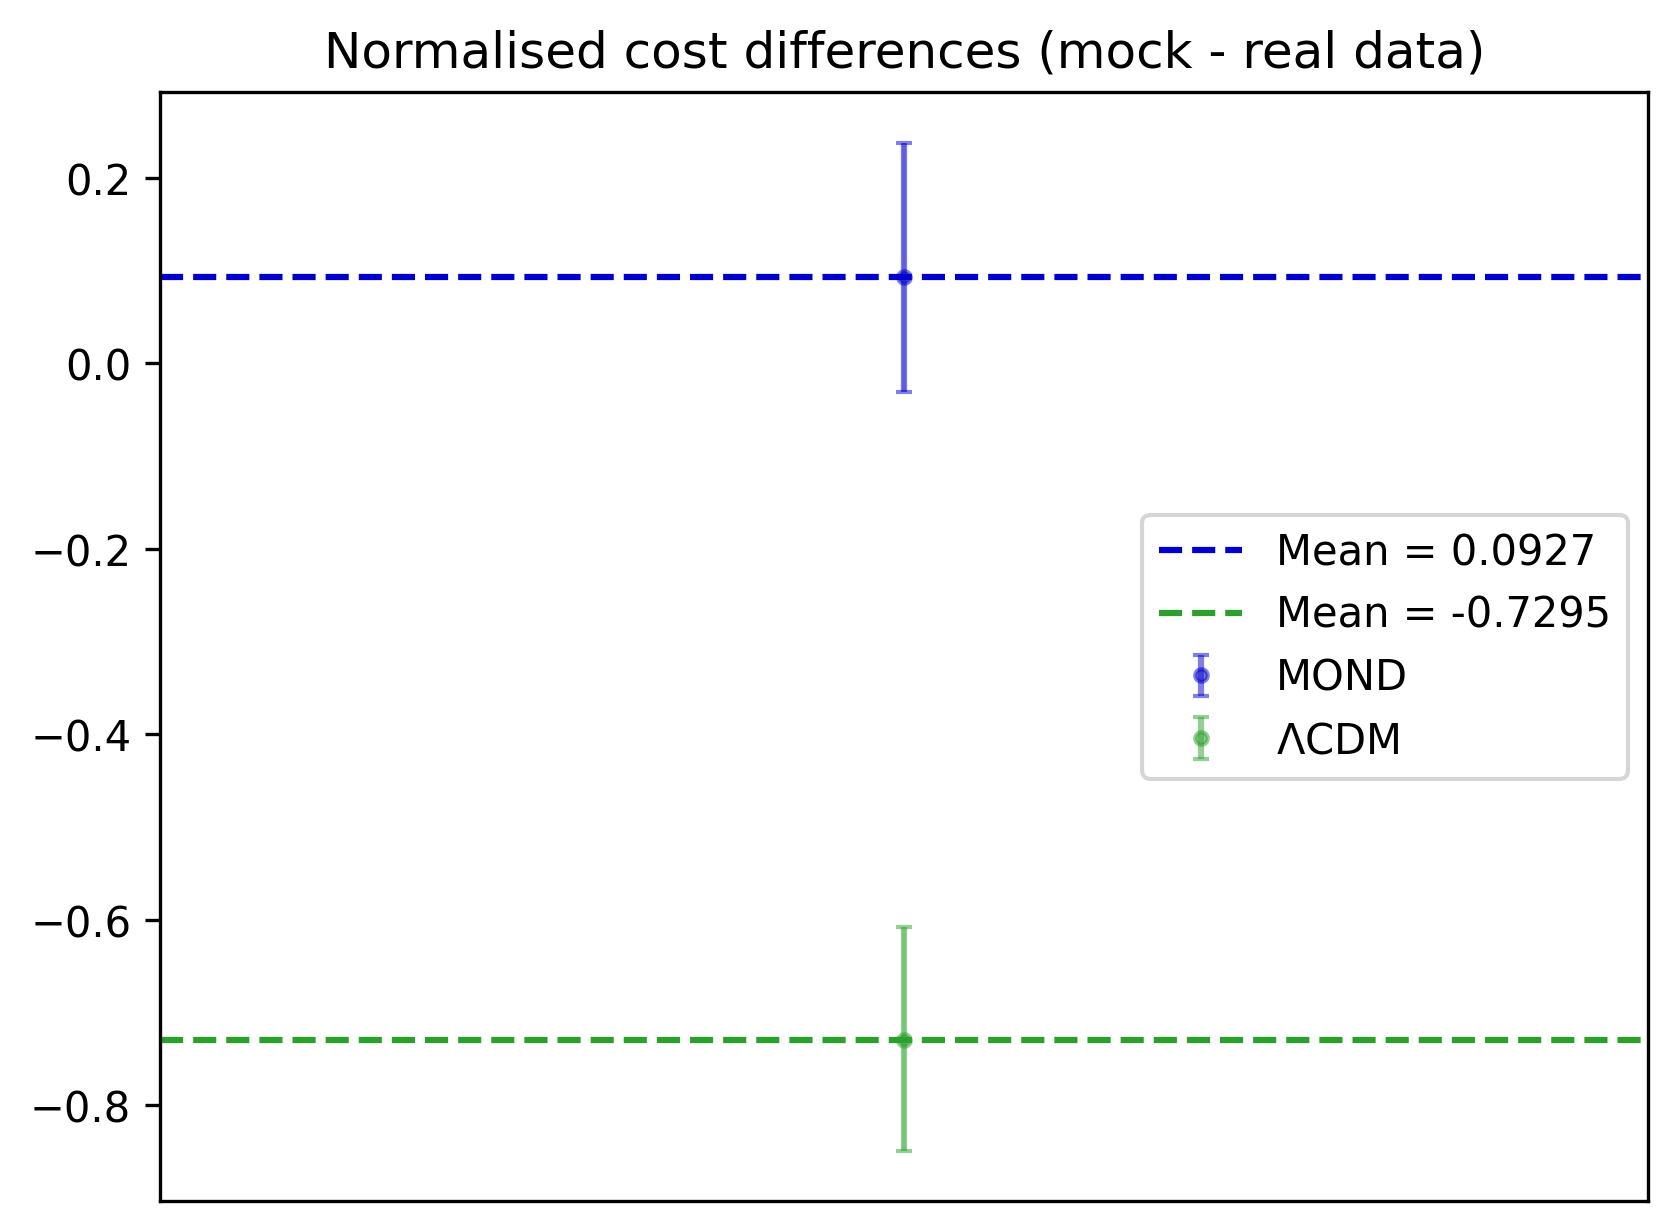 Normalised cost differences (mock - real data)
0.2
0.0
−0.2
−0.4
−0.6
−0.8
Mean = 0.0927
Mean = -0.7295
MOND
ΛCDM